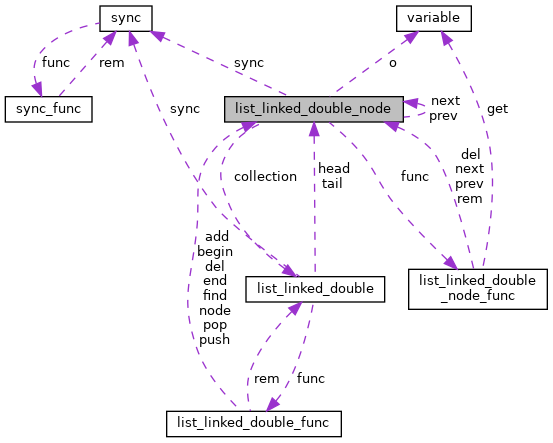 sync
variable
func
rem
sync
o
sync_func
list_linked_double_node
next
prev
sync
get
del
next
prev
rem
collection
head
tail
func
add
begin
del
end
find
node
pop
push
list_linked_double
list_linked_double
_node_func
rem
func
list_linked_double_func